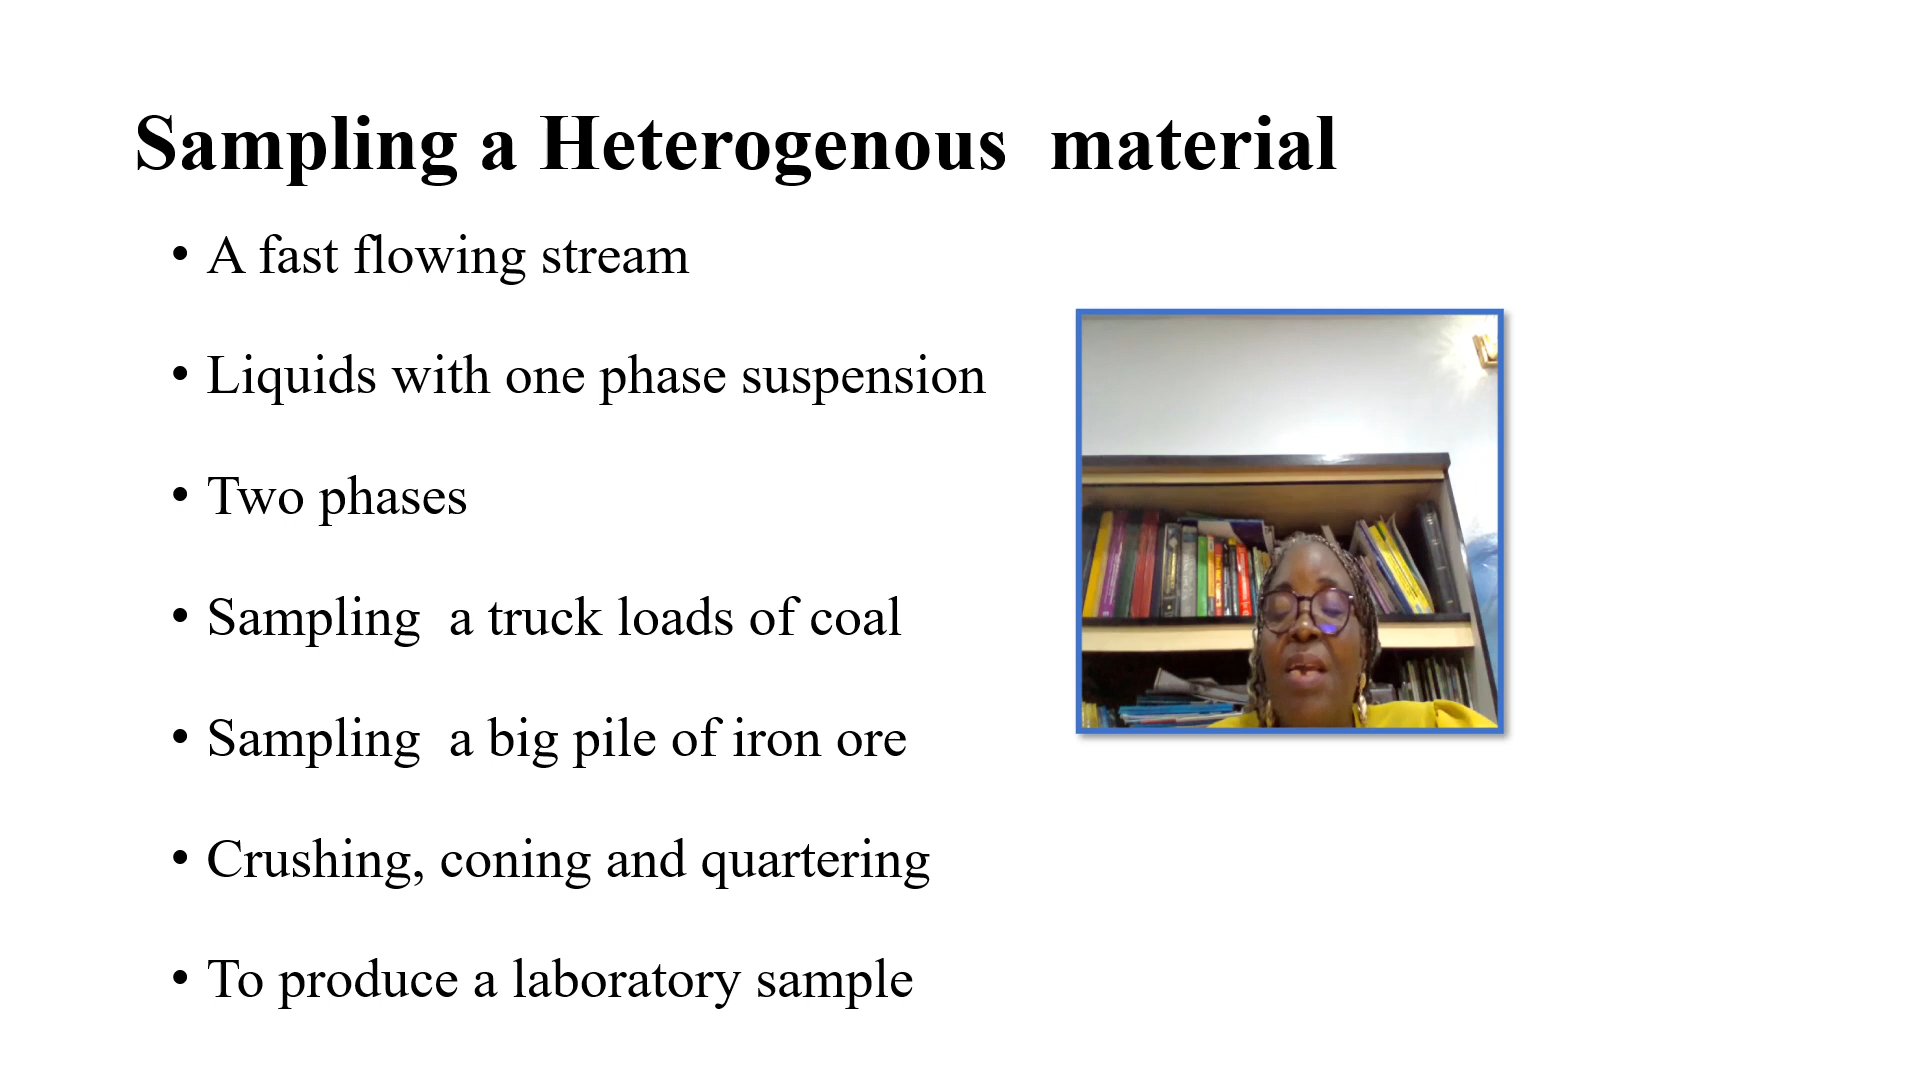 Sampling a Heterogenous  material
• A fast flowing stream
• Liquids with one phase suspension
• Two phases
• Sampling  a truck loads of coal
• Sampling  a big pile of iron ore
• Crushing, coning and quartering
• To produce a laboratory sample